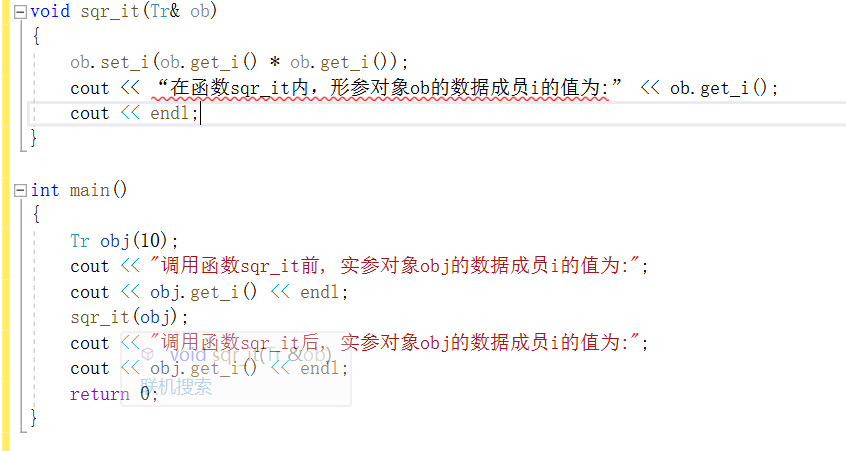 void sqr_it(Tr& ob)
{
ob.set_i(ob.get_i() * ob.get_i());
cout << “在函数sqr_it内，形参对象ob的数据成员i的值为:” << ob.get_i();
cout << endl;
}
int main()
{
Tr obj(10);
cout << "调用函数sqr_it前, 实参对象obj的数据成员i的值为:";
cout << obj.get_i() << endl;
sqr_it(obj);
cout << "调用函数sqr_it后, 实参对象obj的数据成员i的值为:";
void sqr_it(Tr &ob)
cout << obj.get_i() << endl;
联机搜索
return 0;
}